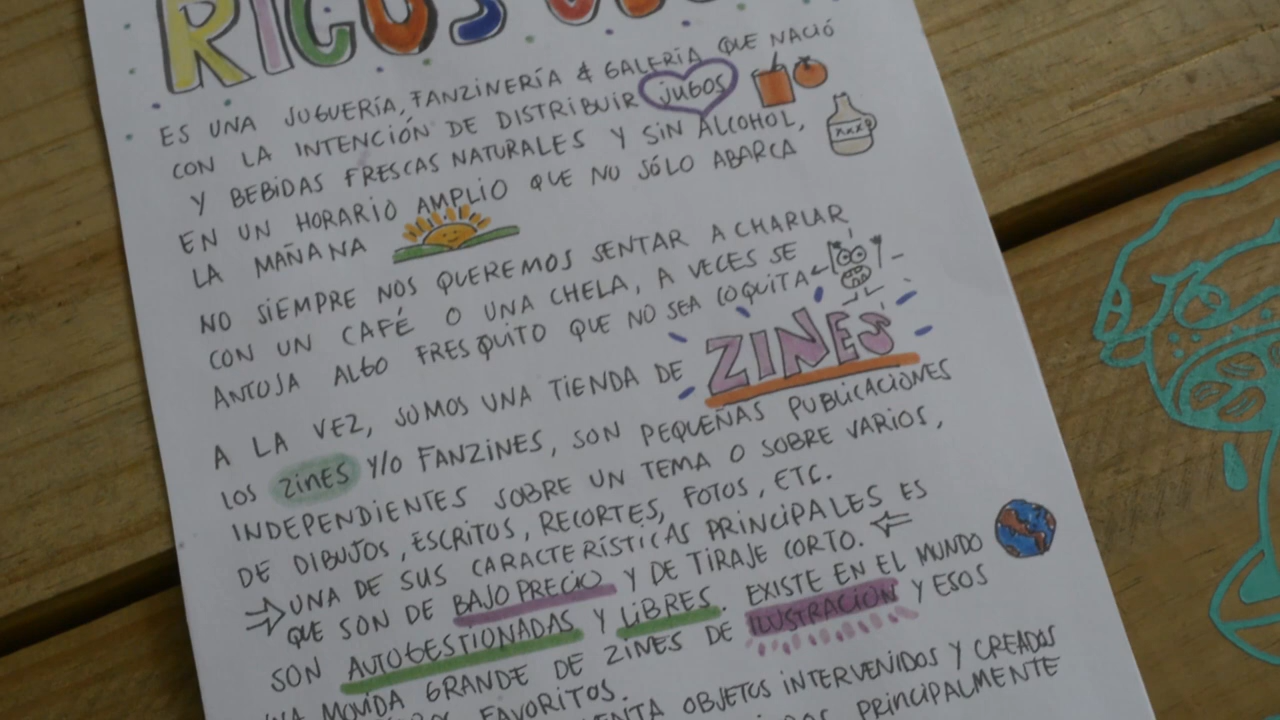 RICOS
ES UNA JUGUERÍA, FANZINERÍA & GALERÍA QUE NACIÓ
CON LA INTENCIÓN DE DISTRIBUIR JUGOS
Y BEBIDAS FRESCAS NATURALES Y SIN ALCOHOL,
EN UN HORARIO AMPLIO QUE NO SÓLO ABARCA
LA MAÑANA
NO SIEMPRE NOS QUEREMOS SENTAR A CHARLAR
CON UN CAFÉ O UNA CHELA, A VECES SE
ANTOJA ALGO FRESQUITO QUE NO SEA COQUITA
A LA VEZ, SOMOS UNA TIENDA DE ZINES
LOS ZINES Y/O FANZINES, SON PEQUEÑAS PUBLICACIONES
INDEPENDIENTES SOBRE UN TEMA O SOBRE VARIOS,
DE DIBUJOS, ESCRITOS, RECORTES, FOTOS, ETC.
UNA DE SUS CARACTERÍSTICAS PRINCIPALES ES
QUE SON DE BAJO PRECIO Y DE TIRAJE CORTO.
SON AUTOGESTIONADAS Y LIBRES. EXISTE EN EL MUNDO
UNA MOVIDA GRANDE DE ZINES DE ILUSTRACIÓN Y ESOS
FAVORITOS.
OBJETOS INTERVENIDOS Y CREADOS
PRINCIPALMENTE